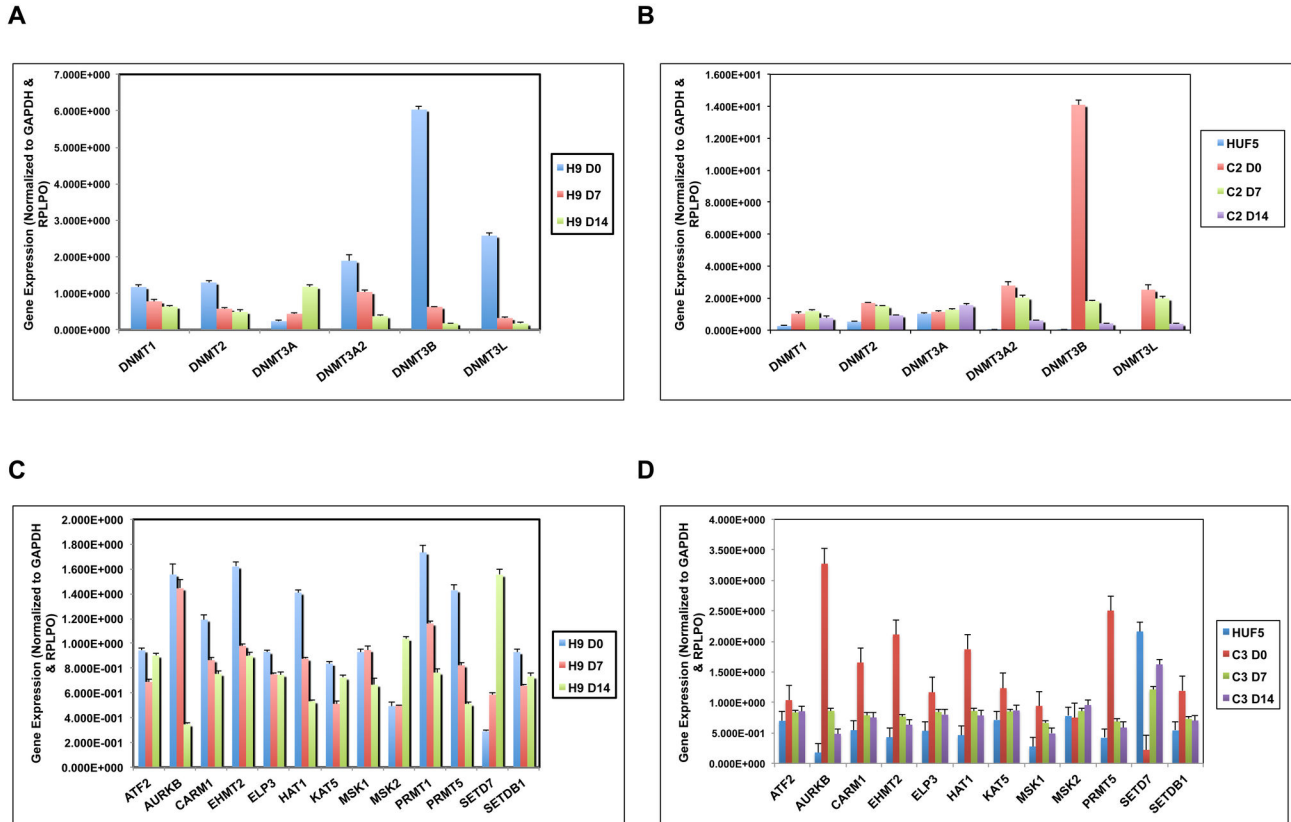 A
Gene Expression (Normalized to GAPDH &
RPLPO)
7.000E+000
6.000E+000
5.000E+000
4.000E+000
3.000E+000
2.000E+000
1.000E+000
0.000E+000
DNMT1
DNMT2
DNMT3A
DNMT3A2
DNMT3B
DNMT3L
H9 D0
H9 D7
H9 D14
B
Gene Expression (Normalized to GAPDH &
RPLPO)
1.600E+001
1.400E+001
1.200E+001
1.000E+001
8.000E+000
6.000E+000
4.000E+000
2.000E+000
0.000E+000
DNMT1
DNMT2
DNMT3A
DNMT3A2
DNMT3B
DNMT3L
HUF5
C2 D0
C2 D7
C2 D14
C
Gene Expression (Normalized to GAPDH
& RPLPO)
2.000E+000
1.800E+000
1.600E+000
1.400E+000
1.200E+000
1.000E+000
8.000E-001
6.000E-001
4.000E-001
2.000E-001
0.000E+000
ATF2
AURKB
CARM1
EHMT2
ELP3
HAT1
KAT5
MSK1
MSK2
PRMT1
PRMT5
SETD7
SETDB1
H9 D0
H9 D7
H9 D14
D
Gene Expression (Normalized to GAPDH
& RPLPO)
4.000E+000
3.500E+000
3.000E+000
2.500E+000
2.000E+000
1.500E+000
1.000E+000
5.000E-001
0.000E+000
ATF2
AURKB
CARM1
EHMT2
ELP3
HAT1
KAT5
MSK1
MSK2
PRMT5
SETD7
SETDB1
HUF5
C3 D0
C3 D7
C3 D14